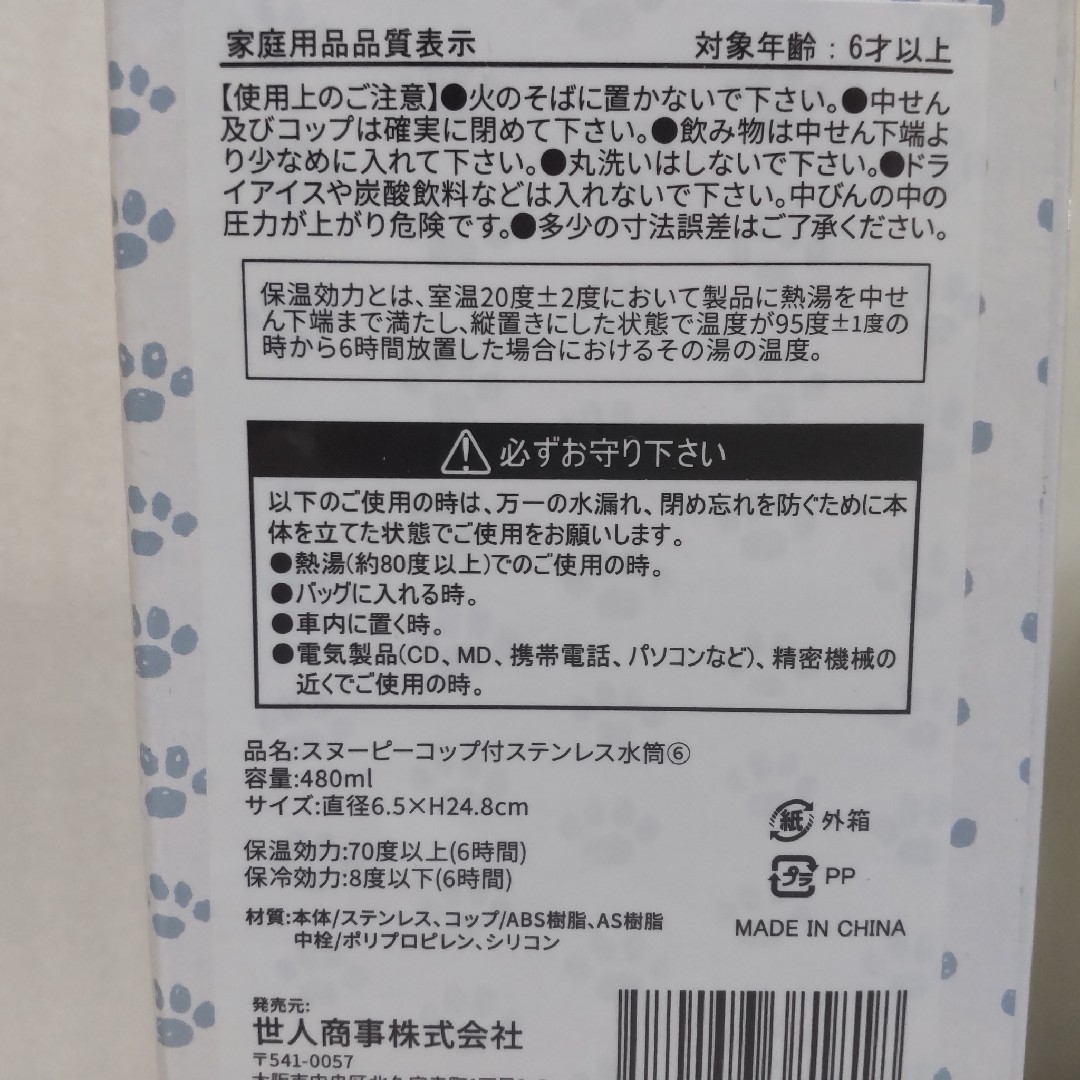 家庭用品品質表示
対象年齢：6才以上
【使用上のご注意】●火のそばに置かないで下さい。●中せん
及びコップは確実に閉めて下さい。●飲み物は中せん下端よ
り少なめに入れて下さい。●丸洗いはしないで下さい。●ドラ
イアイスや炭酸飲料などは入れないで下さい。中びんの中の
圧力が上がり危険です。●多少の寸法誤差はご了承ください。
保温効力とは、室温20度±2度において製品に熱湯を中せ
ん下端まで満たし、縦置きにした状態で温度が95度±1度の
時から6時間放置した場合におけるその湯の温度。
必ずお守り下さい
以下のご使用の時は、万一の水漏れ、閉め忘れを防ぐために本
体を立てた状態でご使用をお願いします。
●熱湯(約80度以上)でのご使用の時。
●バッグに入れる時。
●車内に置く時。
●電気製品(CD、MD、携帯電話、パソコンなど)、精密機械の
近くでご使用の時。
品名:スヌーピーコップ付ステンレス水筒⑥
容量:480ml
サイズ:直径6.5×H24.8cm
保温効力:70度以上(6時間)
保冷効力:8度以下(6時間)
材質:本体/ステンレス、コップ/ABS樹脂、AS樹脂
中栓/ポリプロピレン、シリコン
紙 外箱
プラ PP
MADE IN CHINA
発売元:
世人商事株式会社
〒541-0057